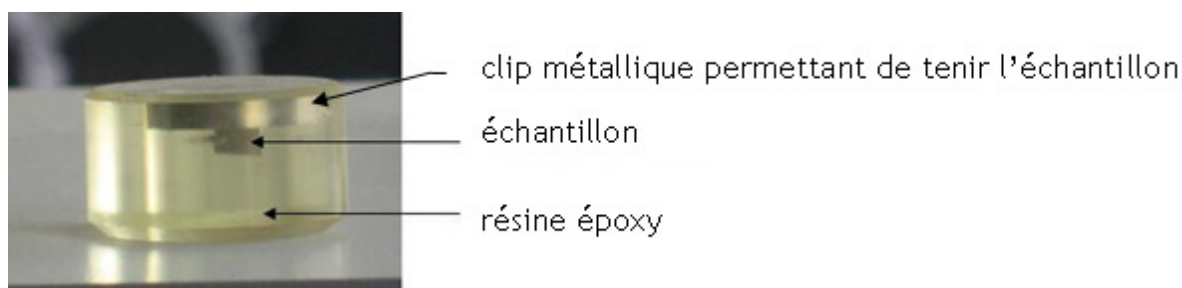 clip métallique permettant de tenir l'échantillon
échantillon
résine époxy